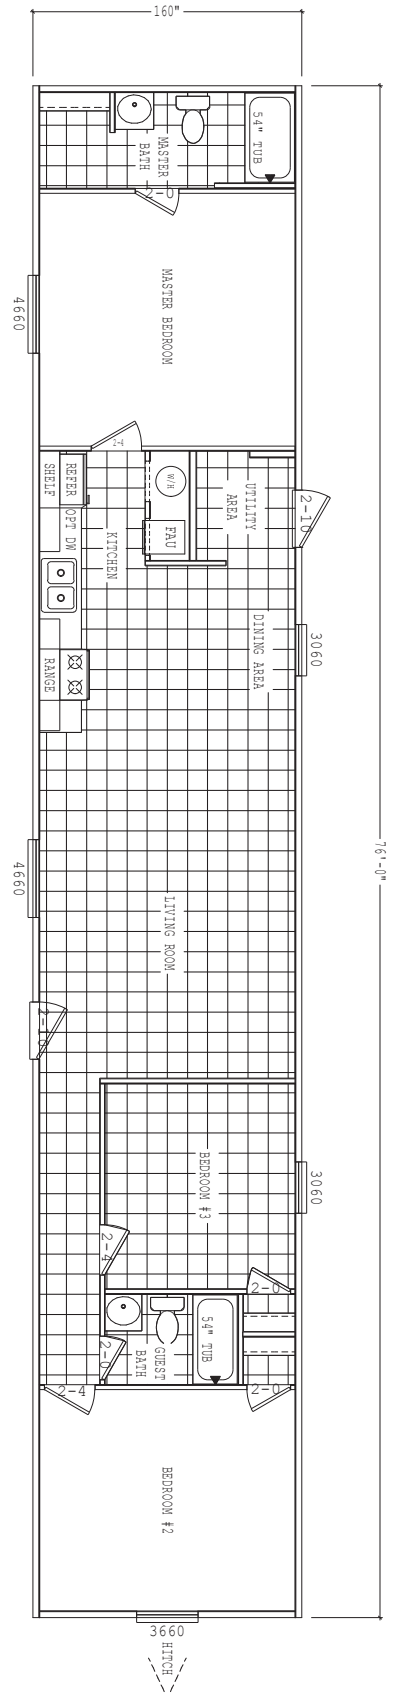 160"
54" TUB
MASTER
BATH
2-0
76'-0"
4660
MASTER BEDROOM
2-4
SHELF
REFER
W/H
UTILITY
AREA
2-10
OPT DW
KITCHEN
FAU
DINING AREA
3060
RANGE
4660
LIVING ROOM
2-10
BEDROOM #3
3060
2-4
2-0
54" TUB
GUEST
BATH
2-0
2-4
2-0
BEDROOM #2
3660
HITCH